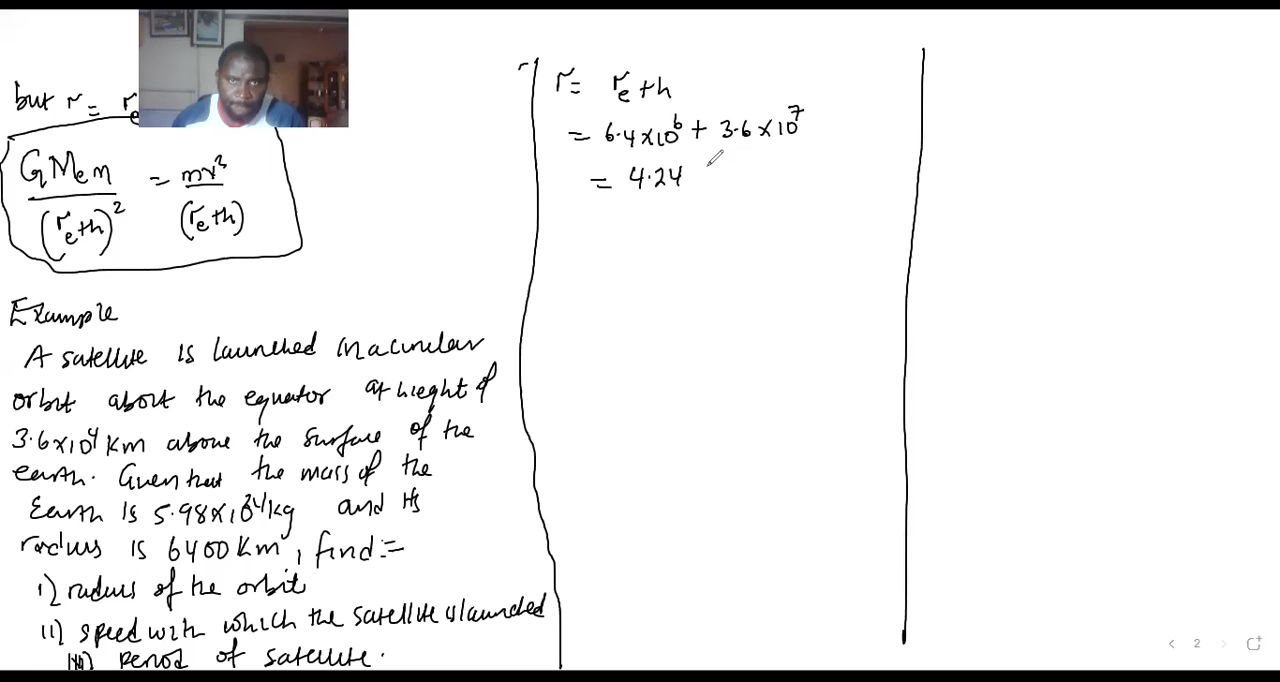 but r = re
GMem / (re+h)² = mv² / (re+h)
Example
A satellite is launched in a circular
orbit about the equator at hieght of
3.6x10⁴ Km above the surface of the
earth. Given that the mass of the
Earth is 5.98x10²⁴kg and its
radius is 6400 Km, find:=
i) radius of the orbit
ii) speed with which the satellite is launched
iii) period of satellite.
r = re+h
= 6.4x10⁶ + 3.6x10⁷
= 4.24
2